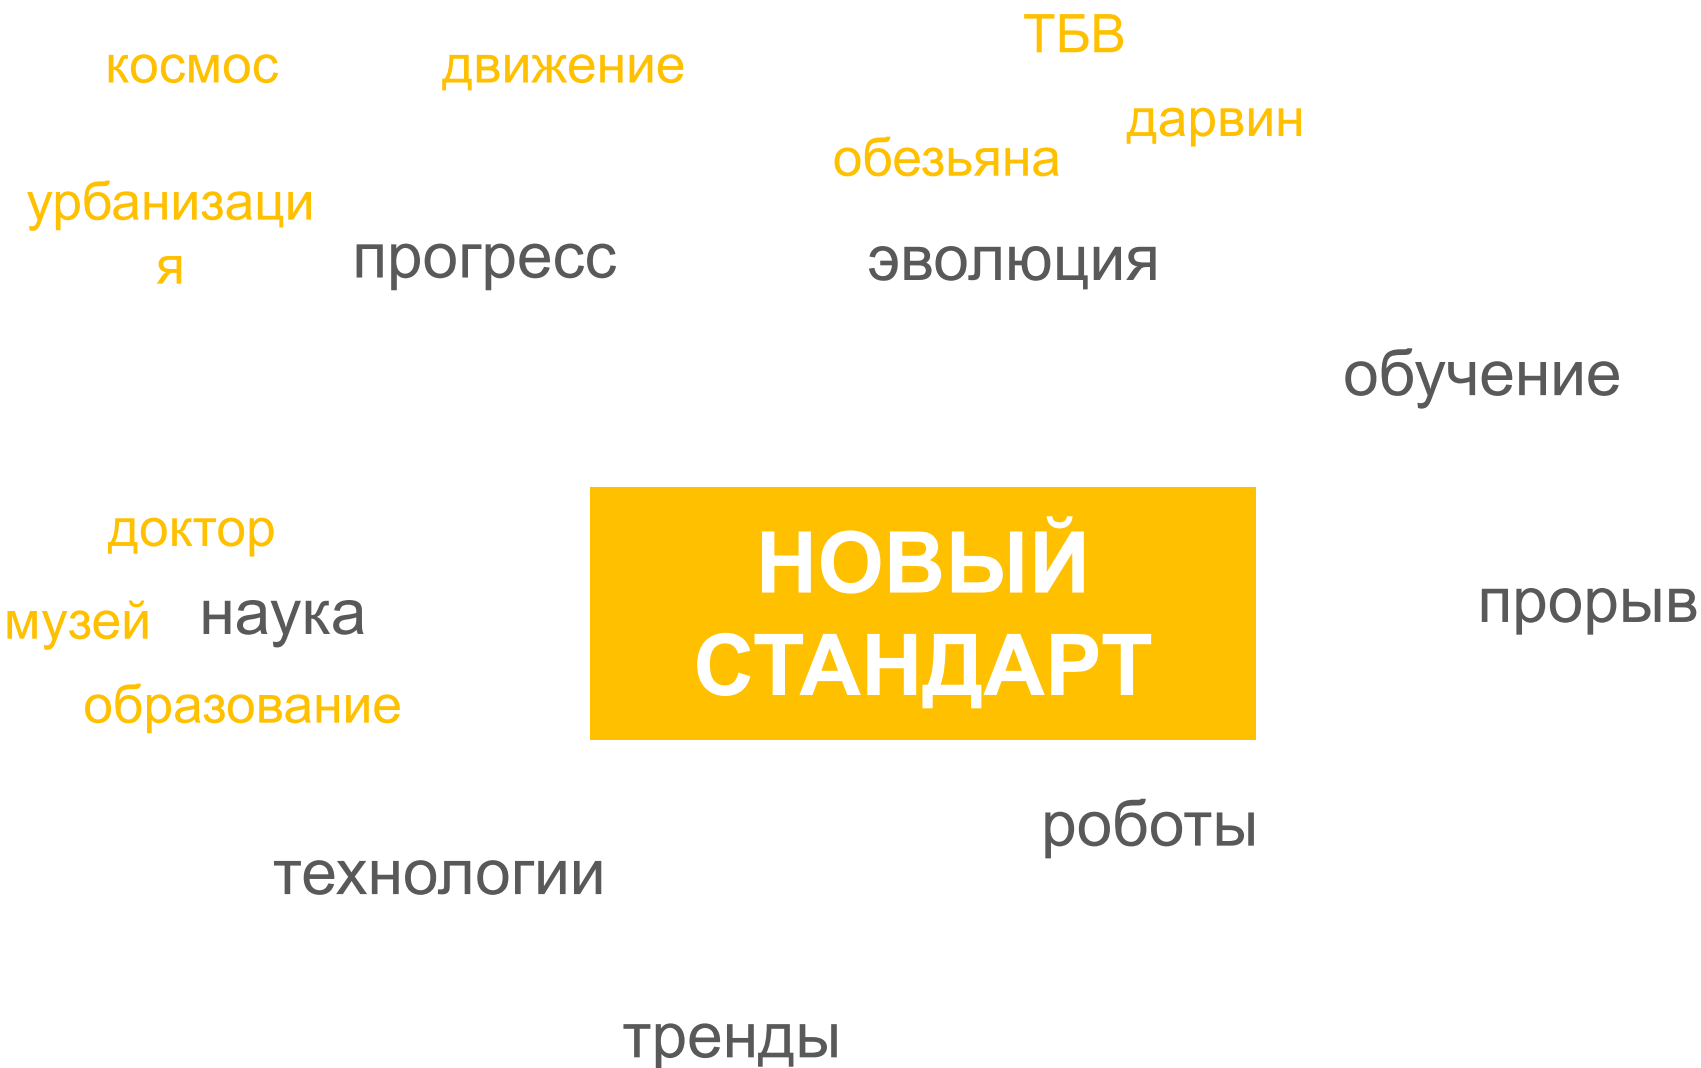 ТБВ
космос
движение
дарвин
обезьяна
урбанизаци
я
прогресс
эволюция
обучение
доктор
музей
наука
образование
НОВЫЙ
СТАНДАРТ
прорыв
роботы
технологии
тренды